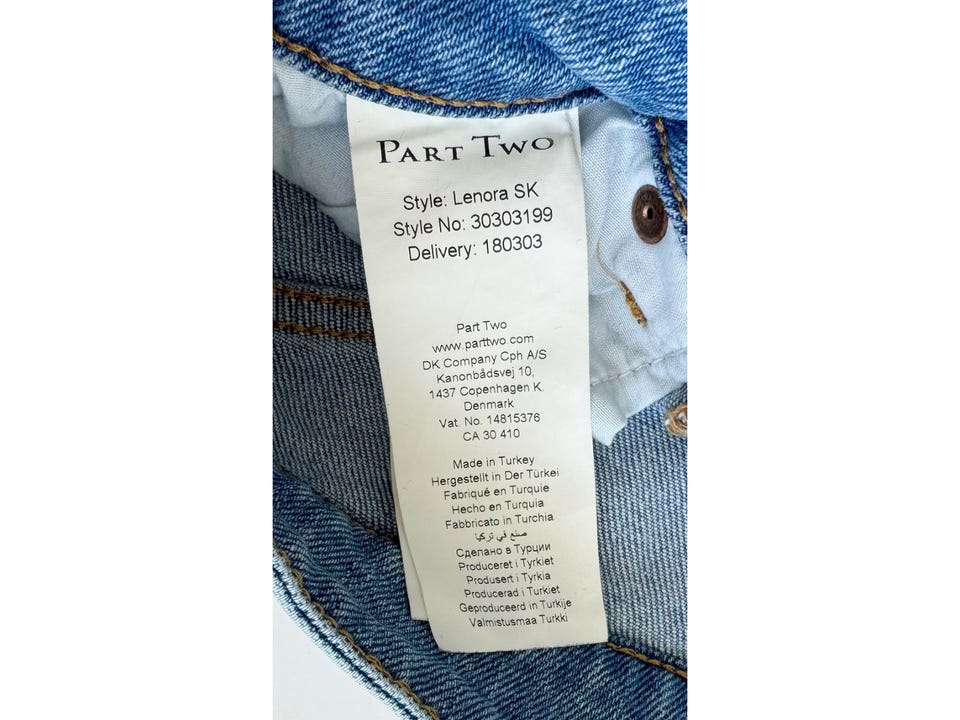 PART TWO
Style: Lenora SK
Style No: 30303199
Delivery: 180303
Part Two
www.parttwo.com
DK Company Cph A/S
Kanonbådsvej 10,
1437 Copenhagen K.
Denmark
Vat. No. 14815376
CA 30 410
Made in Turkey
Hergestellt in Der Türkei
Fabriqué en Turquie
Hecho en Turquia
Fabbricato in Turchia
صنع في تركيا
Сделано в Турции
Produceret i Tyrkiet
Produsert i Tyrkia
Producerad i Turkiet
Geproduceerd in Turkije
Valmistusmaa Turkki